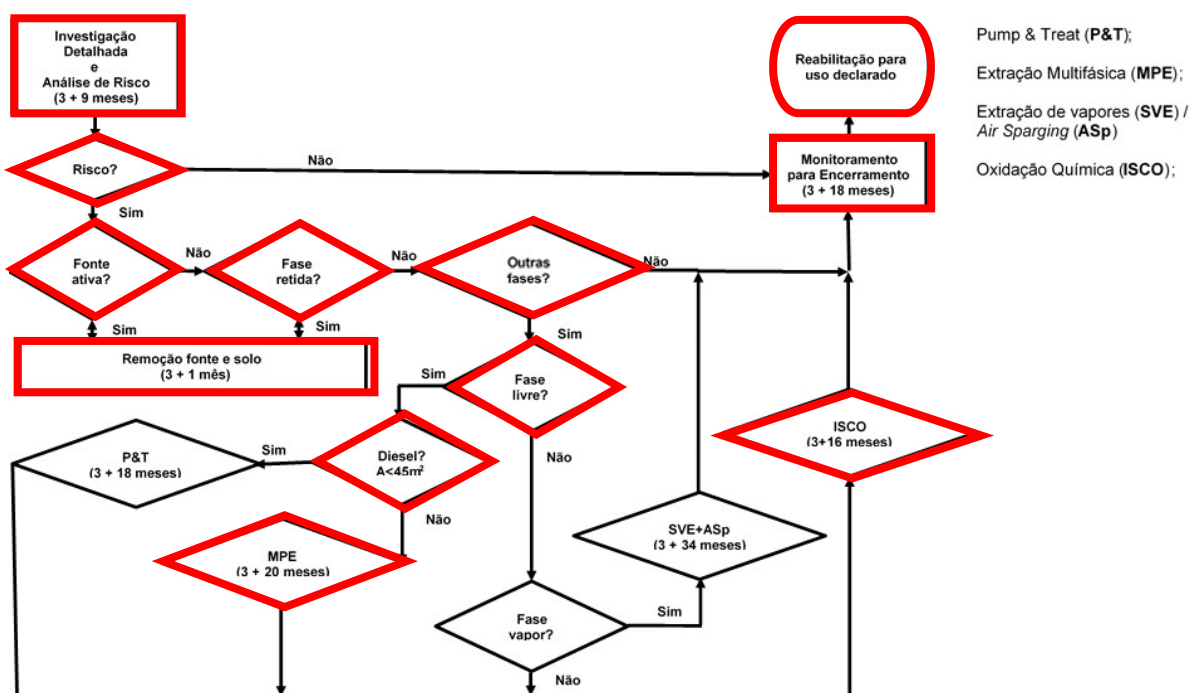 Investigação
Detalhada
e
Análise de Risco
(3 + 9 meses)
Reabilitação para
uso declarado
Pump & Treat (P&T);
Extração Multifásica (MPE);
Extração de vapores (SVE) /
Air Sparging (ASp)
Oxidação Química (ISCO);
Risco?
Não
Monitoramento
para Encerramento
(3 + 18 meses)
Sim
Fonte
ativa?
Não
Fase
retida?
Não
Outras
fases?
Não
Sim
Sim
Sim
Remoção fonte e solo
(3 + 1 mês)
Sim
Fase
livre?
ISCO
(3+16 meses)
P&T
(3 + 18 meses)
Sim
Diesel?
A<45m²
Não
Não
SVE+ASp
(3 + 34 meses)
MPE
(3 + 20 meses)
Fase
vapor?
Sim
Não